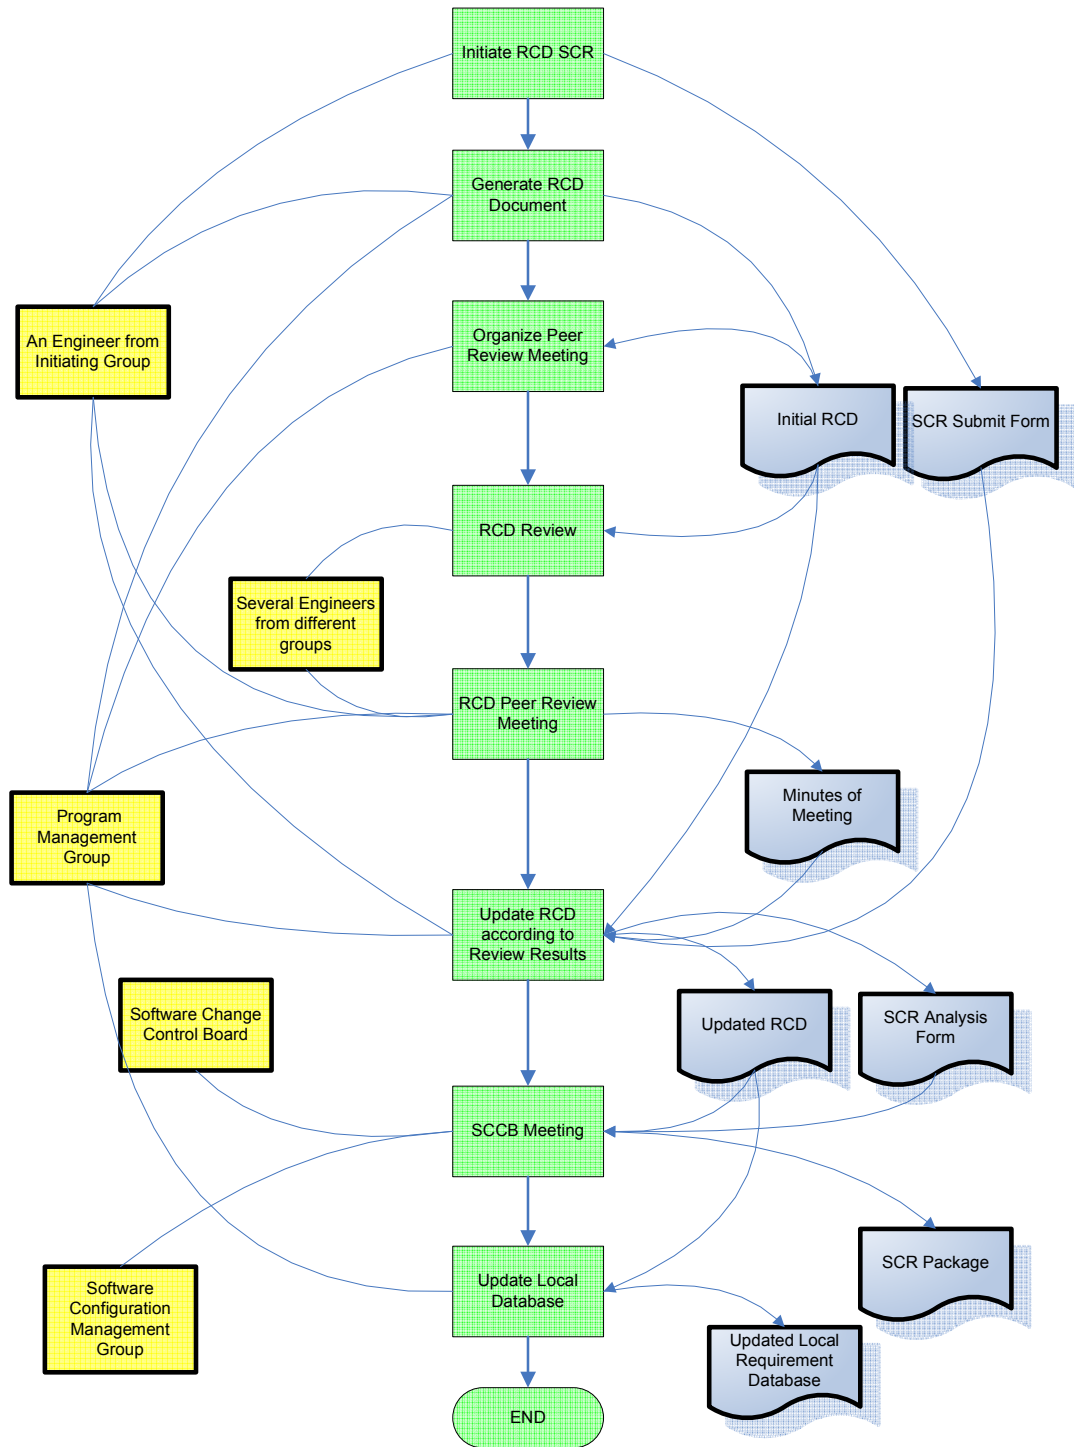 Initiate RCD SCR
Generate RCD
Document
An Engineer from
Initiating Group
Organize Peer
Review Meeting
Initial RCD
SCR Submit Form
RCD Review
Several Engineers
from different
groups
RCD Peer Review
Meeting
Program
Management
Group
Minutes of
Meeting
Update RCD
according to
Review Results
Software Change
Control Board
Updated RCD
SCR Analysis
Form
SCCB Meeting
Software
Configuration
Management
Group
Update Local
Database
SCR Package
Updated Local
Requirement
Database
END